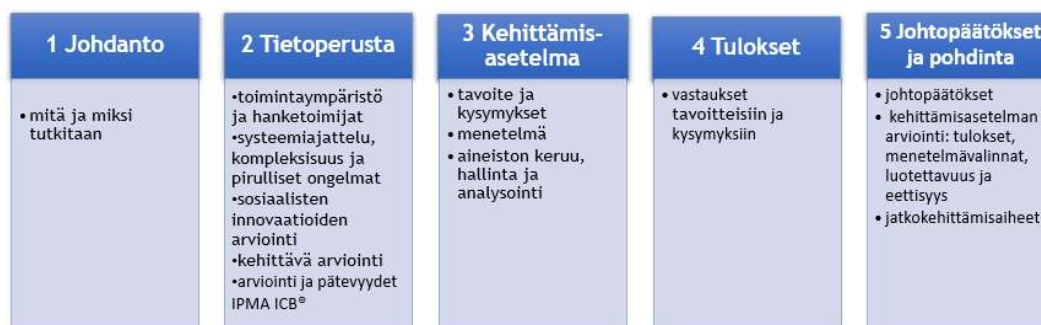 1 Johdanto
• mitä ja miksi
tutkitaan
2 Tietoperusta
•toimintaympäristö
ja hanketoimijat
•systeemiajattelu,
kompleksisuus ja
pirulliset ongelmat
•sosiaalisten
innovaatioiden
arviointi
•kehittävä arviointi
•arviointi ja pätevyydet
IPMA ICB®
3 Kehittämis-
asetelma
• tavoite ja
kysymykset
• menetelmä
• aineiston keruu,
hallinta ja
analysointi
4 Tulokset
• vastaukset
tavoitteisiin ja
kysymyksiin
5 Johtopäätökset
ja pohdinta
• johtopäätökset
• kehittämisasetelman
arviointi: tulokset,
menetelmävalinnat,
luotettavuus ja
eettisyys
• jatkokehittämisaiheet